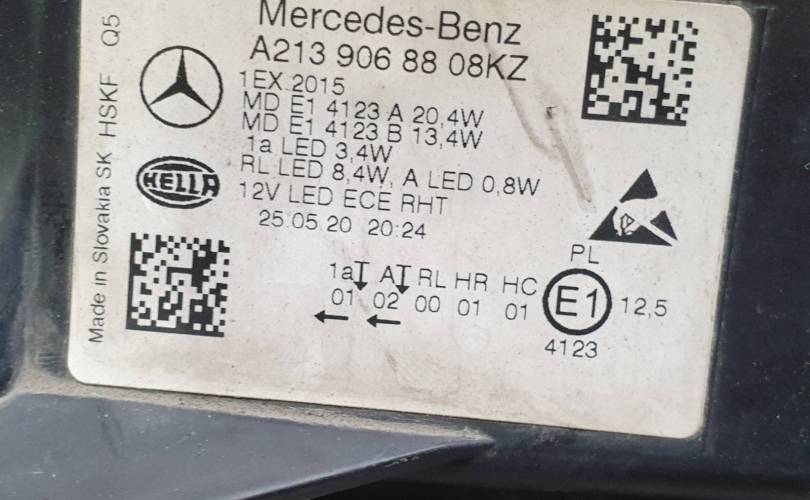 Mercedes-Benz
A213 906 88 08KZ
1EX 2015
MD E1 4123 A 20,4W
MD E1 4123 B 13,4W
1a LED 3,4W
RL LED 8,4W, A LED 0,8W
12V LED ECE RHT
25.05.20 20:24
HELLA
Made in Slovakia SK HSKF Q5
PL
1a A RL HR HC
01 02 00 01 01
E1
12,5
4123